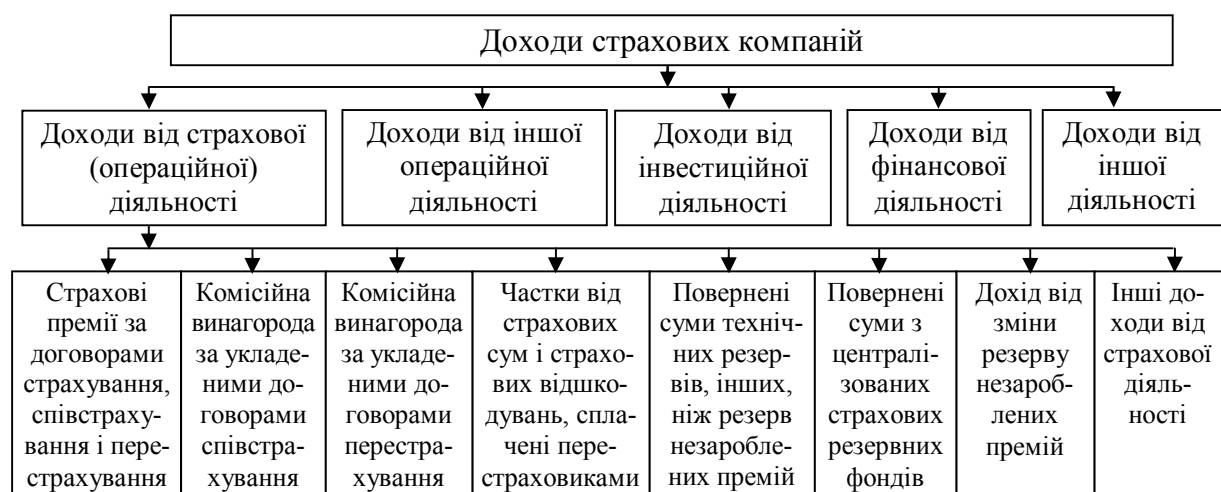 Доходи страхових компаній
Доходи від страхової
(операційної)
діяльності
Доходи від іншої
операційної
діяльності
Доходи від
інвестиційної
діяльності
Доходи від
фінансової
діяльності
Доходи від
іншої
діяльності
Страхові
премії за
договорами
страхування,
співстраху-
вання і пере-
страхування
Комісійна
винагорода
за укладе-
ними до-
говорами
співстра-
хування
Комісійна
винагорода
за укладе-
ними до-
говорами
перестра-
хування
Частки від
страхових
сум і страхо-
вих відшко-
дувань, спла-
чені пере-
страховиками
Повернені
суми техніч-
них резер-
вів, інших,
ніж резерв
незаробле-
них премій
Повернені
суми з
централі-
зованих
страхових
резервних
фондів
Дохід від
зміни
резерву
незароб-
лених
премій
Інші до-
ходи від
страхової
діяль-
ності